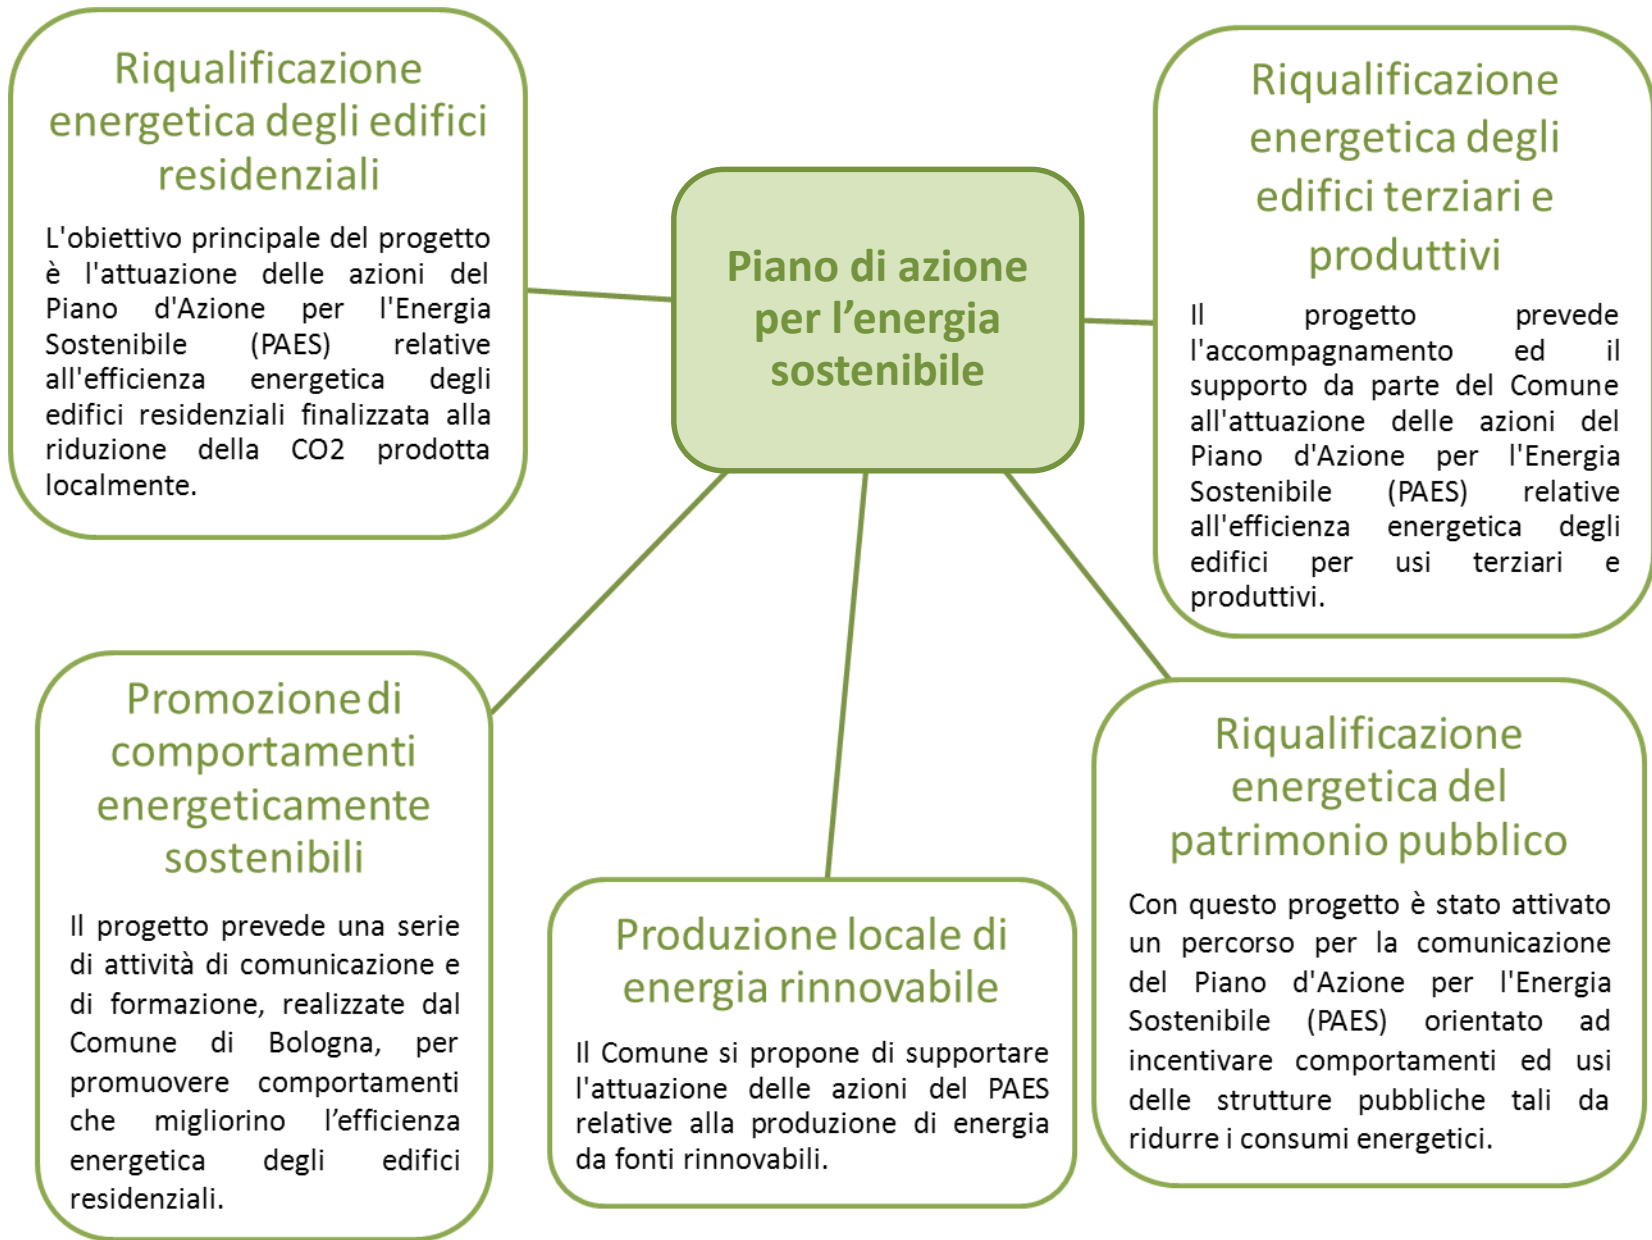 Riqualificazione
energetica degli edifici
residenziali
L'obiettivo principale del progetto
è l'attuazione delle azioni del
Piano d'Azione per l'Energia
Sostenibile (PAES) relative
all'efficienza energetica degli
edifici residenziali finalizzata alla
riduzione della CO2 prodotta
localmente.
Piano di azione
per l’energia
sostenibile
Riqualificazione
energetica degli
edifici terziari e
produttivi
Il progetto prevede
l'accompagnamento ed il
supporto da parte del Comune
all'attuazione delle azioni del
Piano d'Azione per l'Energia
Sostenibile (PAES) relative
all'efficienza energetica degli
edifici per usi terziari e
produttivi.
Promozione di
comportamenti
energeticamente
sostenibili
Il progetto prevede una serie
di attività di comunicazione e
di formazione, realizzate dal
Comune di Bologna, per
promuovere comportamenti
che migliorino l’efficienza
energetica degli edifici
residenziali.
Produzione locale di
energia rinnovabile
Il Comune si propone di supportare
l'attuazione delle azioni del PAES
relative alla produzione di energia
da fonti rinnovabili.
Riqualificazione
energetica del
patrimonio pubblico
Con questo progetto è stato attivato
un percorso per la comunicazione
del Piano d'Azione per l'Energia
Sostenibile (PAES) orientato ad
incentivare comportamenti ed usi
delle strutture pubbliche tali da
ridurre i consumi energetici.